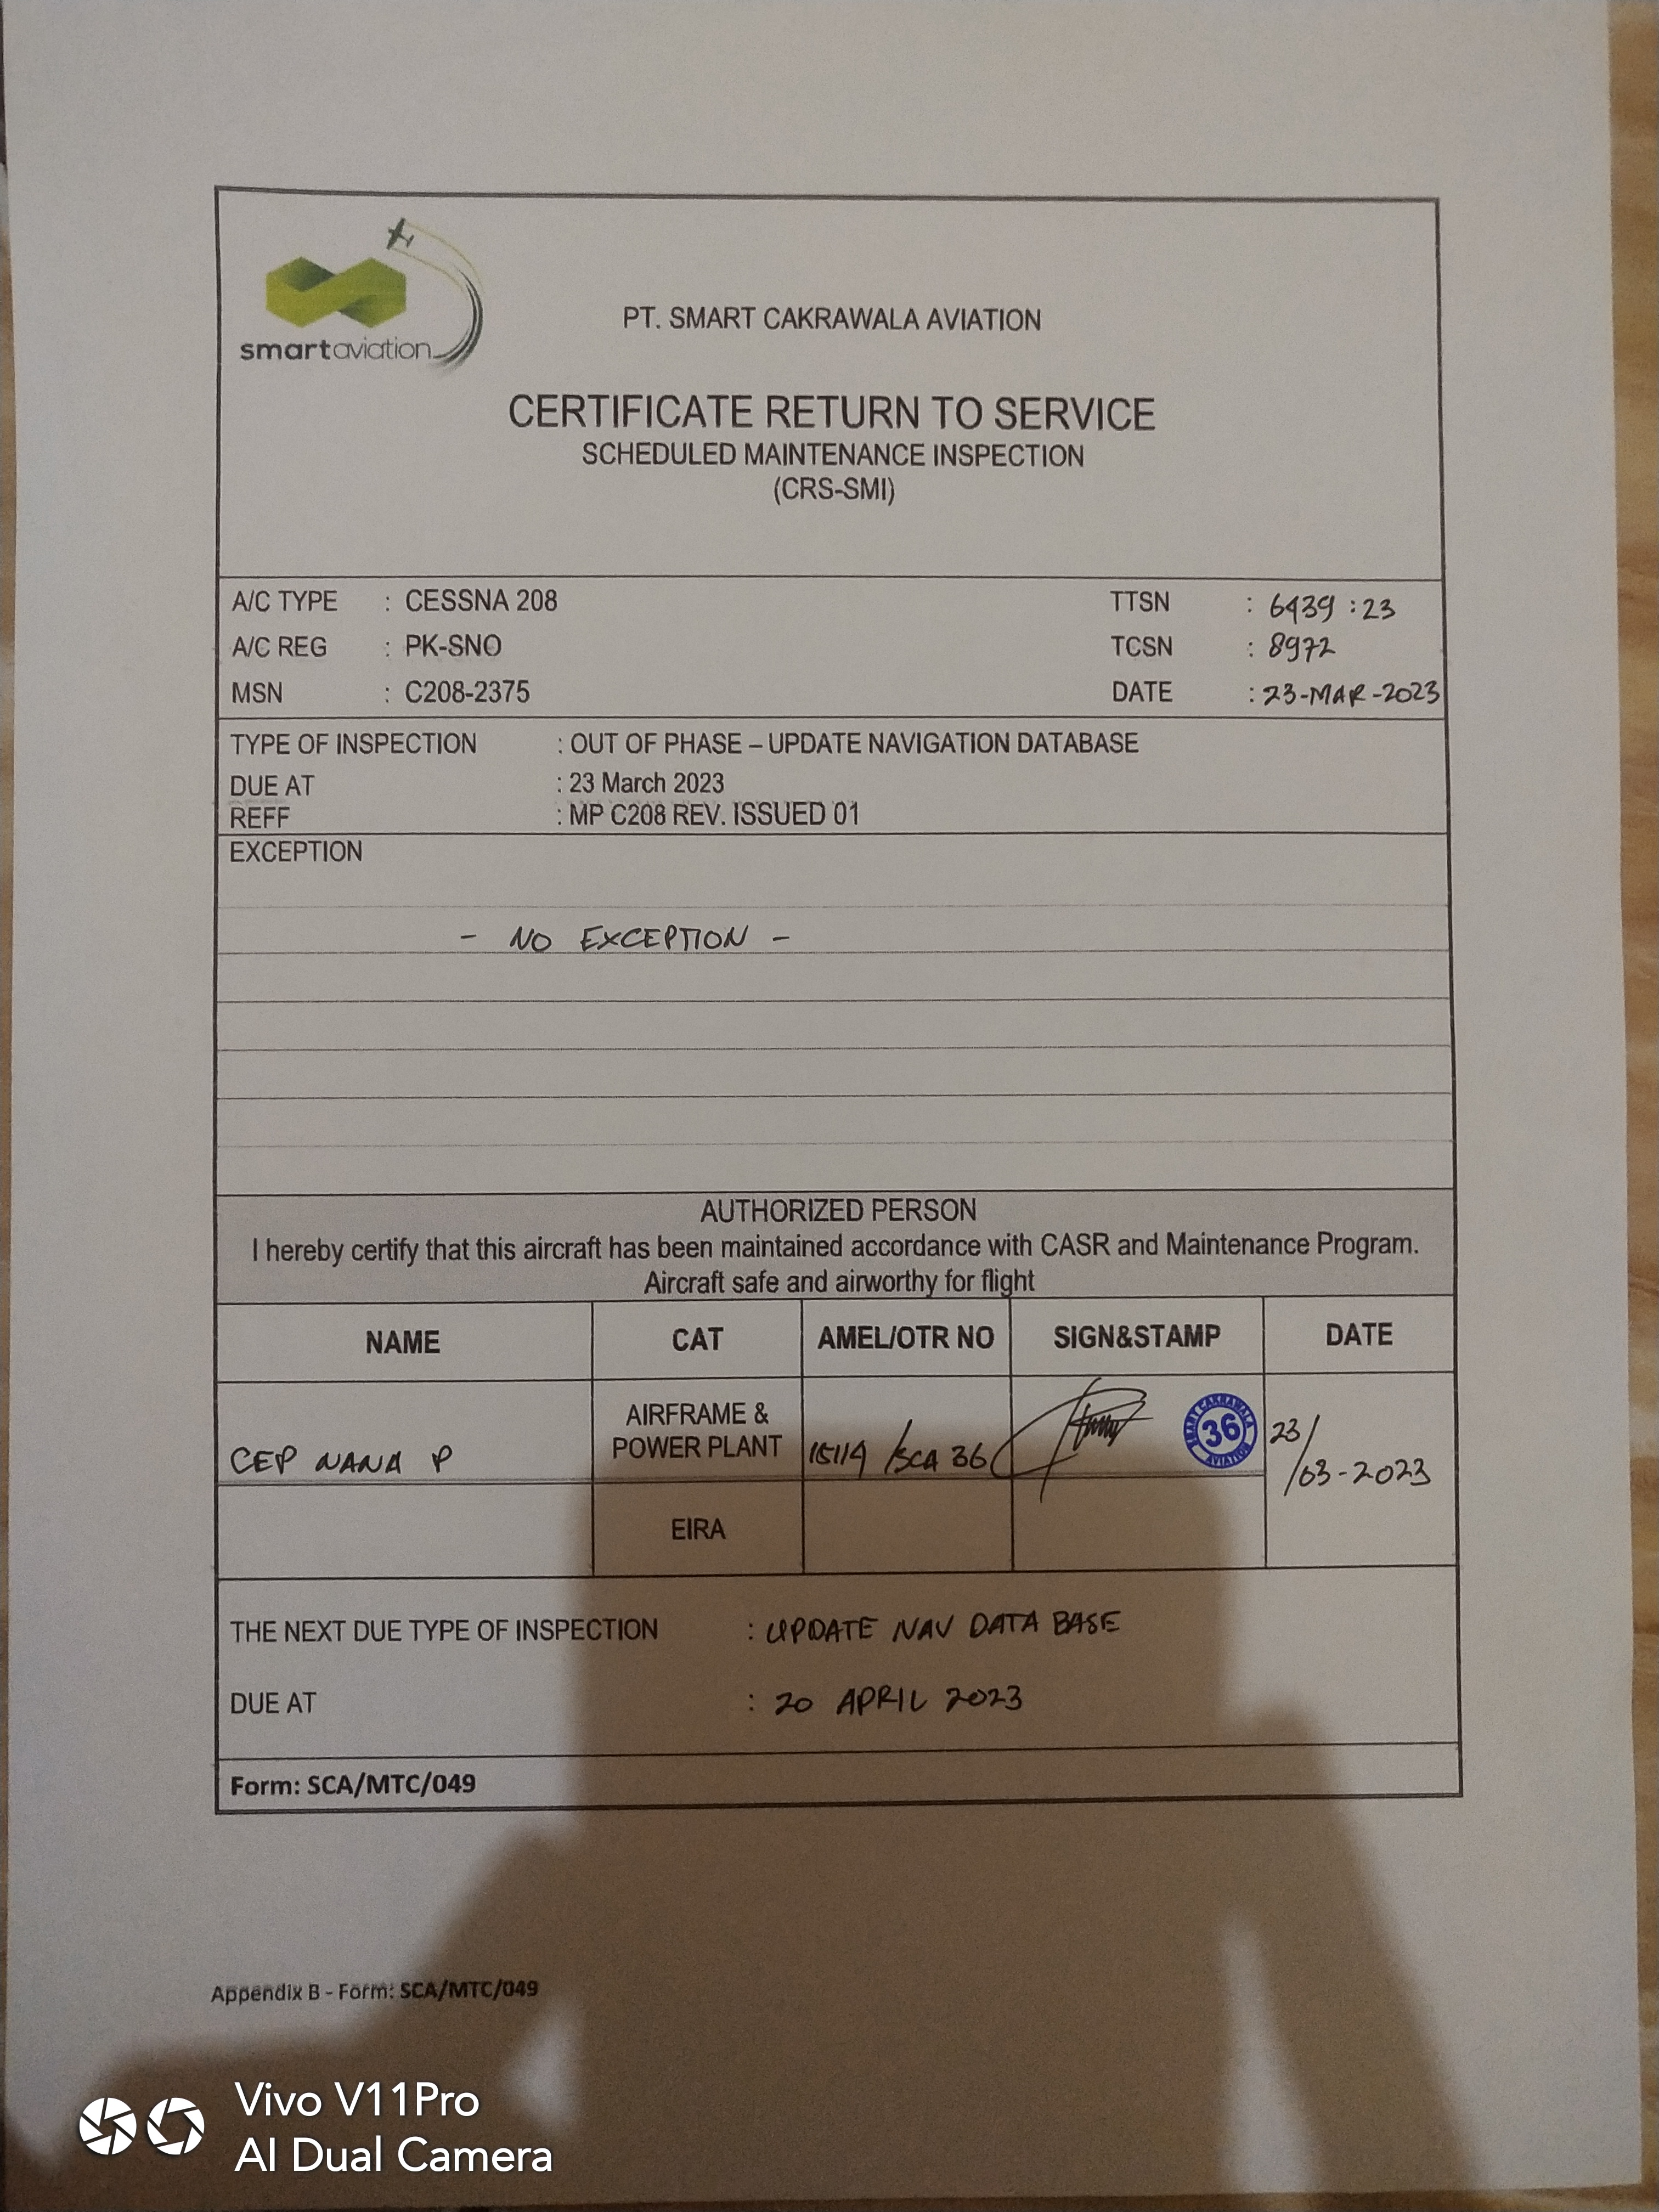 smartaviation
PT. SMART CAKRAWALA AVIATION
CERTIFICATE RETURN TO SERVICE
SCHEDULED MAINTENANCE INSPECTION
(CRS-SMI)
A/C TYPE : CESSNA 208 TTSN : 6439 :23
A/C REG : PK-SNO TCSN : 8972
MSN : C208-2375 DATE : 23-MAR-2023
TYPE OF INSPECTION : OUT OF PHASE – UPDATE NAVIGATION DATABASE
DUE AT : 23 March 2023
REFF : MP C208 REV. ISSUED 01
EXCEPTION
- NO EXCEPTION -
AUTHORIZED PERSON
I hereby certify that this aircraft has been maintained accordance with CASR and Maintenance Program.
Aircraft safe and airworthy for flight
NAME CAT AMEL/OTR NO SIGN&STAMP DATE
CEP NANA P AIRFRAME & POWER PLANT 15114 /SCA 36 SMART CAKRAWALA 36 AVIATION 23/03-2023
EIRA
THE NEXT DUE TYPE OF INSPECTION : UPDATE NAV DATA BASE
DUE AT : 20 APRIL 2023
Form: SCA/MTC/049
Appendix B - Form: SCA/MTC/049
Vivo V11Pro
AI Dual Camera